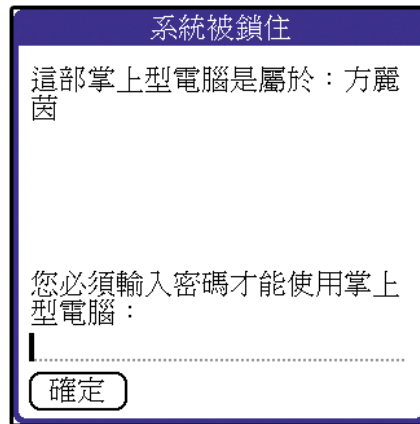 系統被鎖住
這部掌上型電腦是屬於：方麗
茵
您必須輸入密碼才能使用掌上
型電腦：
確定